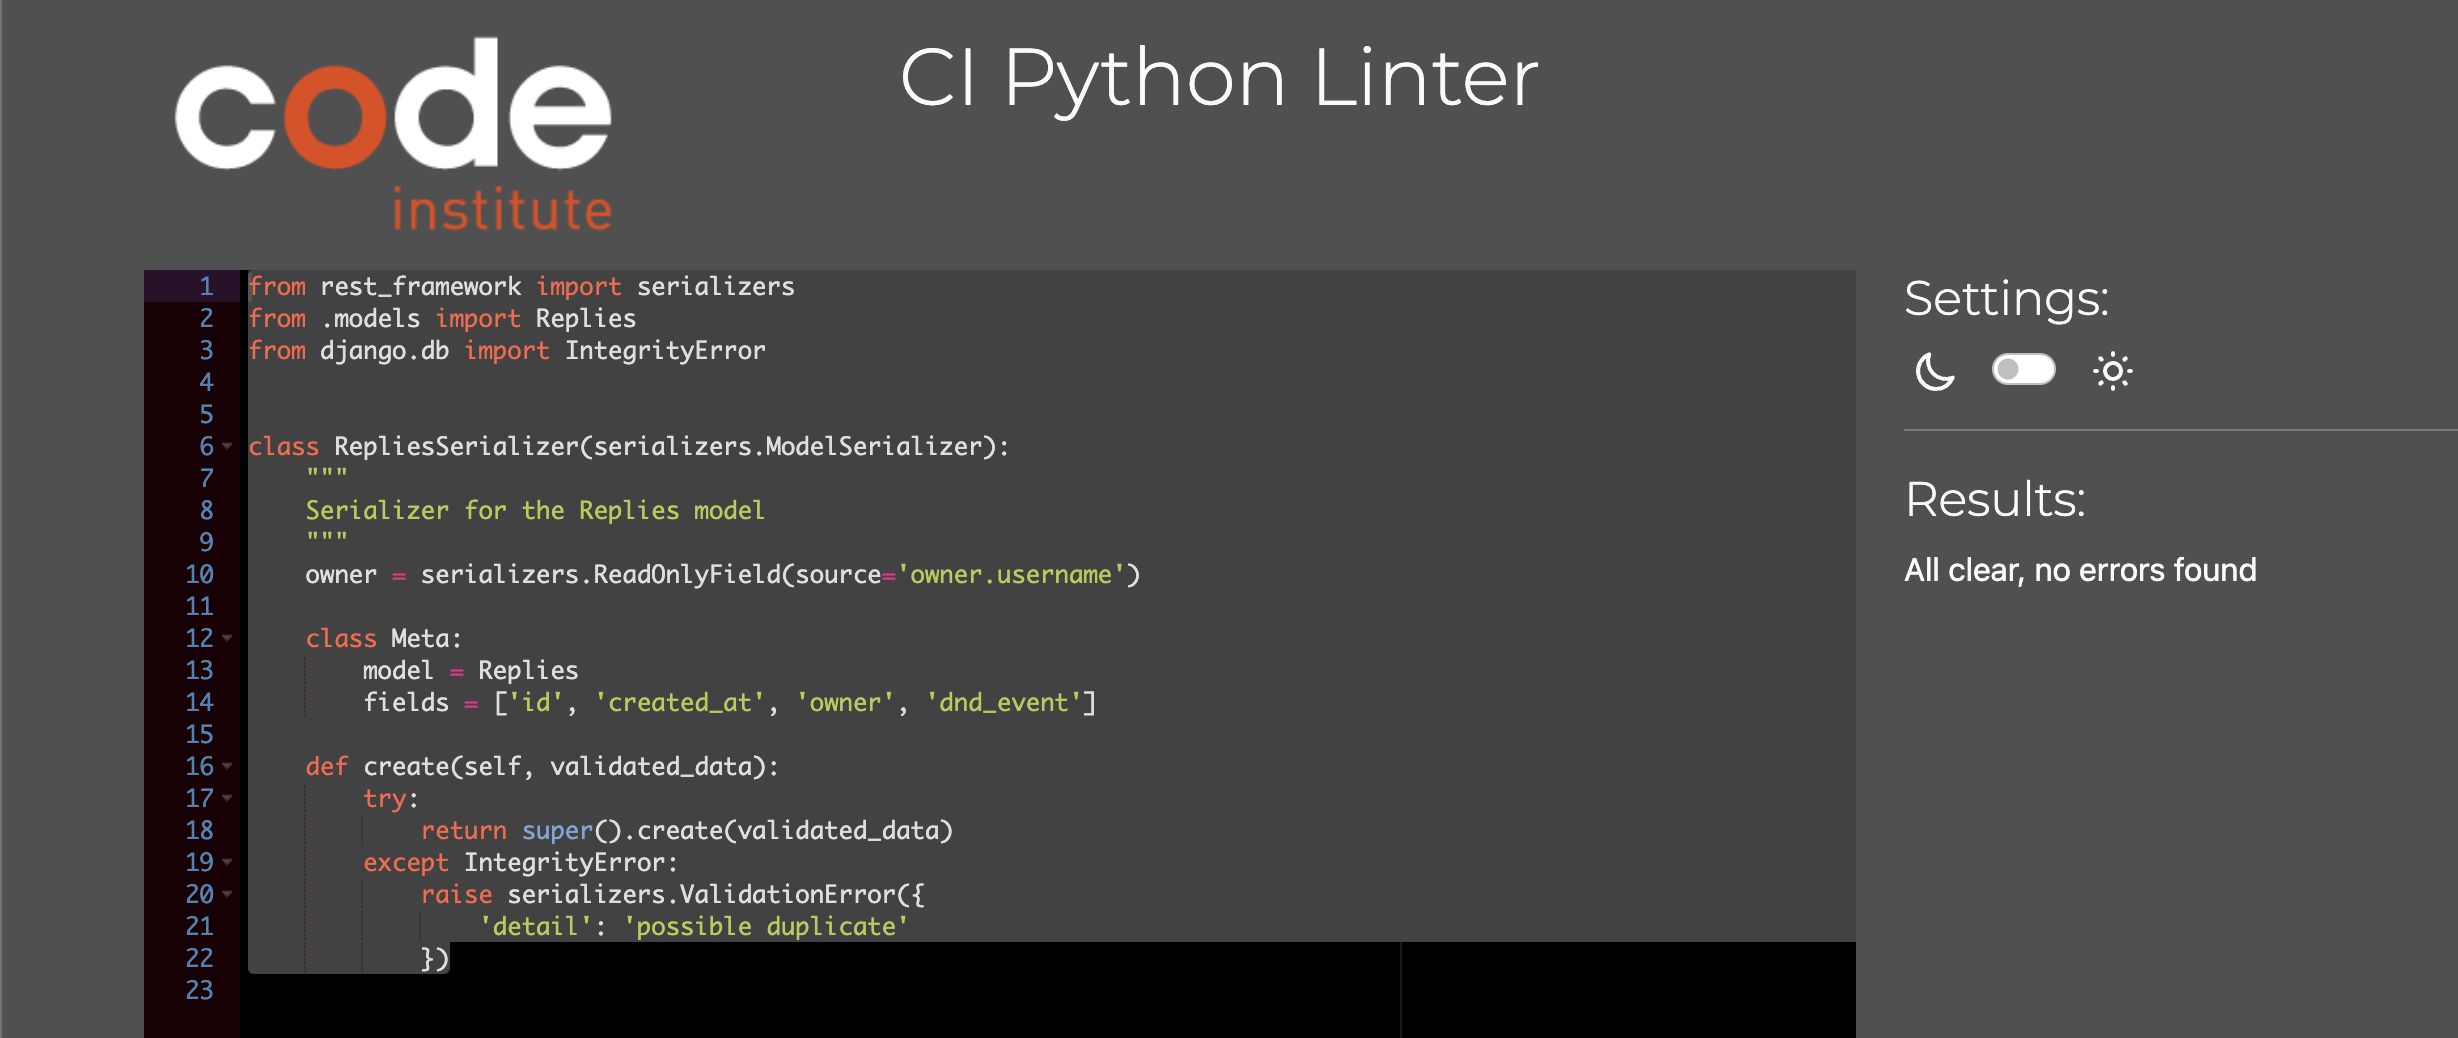 code
institute
CI Python Linter
1 from rest_framework import serializers
2 from .models import Replies
3 from django.db import IntegrityError
4
5
6 class RepliesSerializer(serializers.ModelSerializer):
7     """
8     Serializer for the Replies model
9     """
10     owner = serializers.ReadOnlyField(source='owner.username')
11
12     class Meta:
13         model = Replies
14         fields = ['id', 'created_at', 'owner', 'dnd_event']
15
16     def create(self, validated_data):
17         try:
18             return super().create(validated_data)
19         except IntegrityError:
20             raise serializers.ValidationError({
21                 'detail': 'possible duplicate'
22             })
23
Settings:
Results:
All clear, no errors found